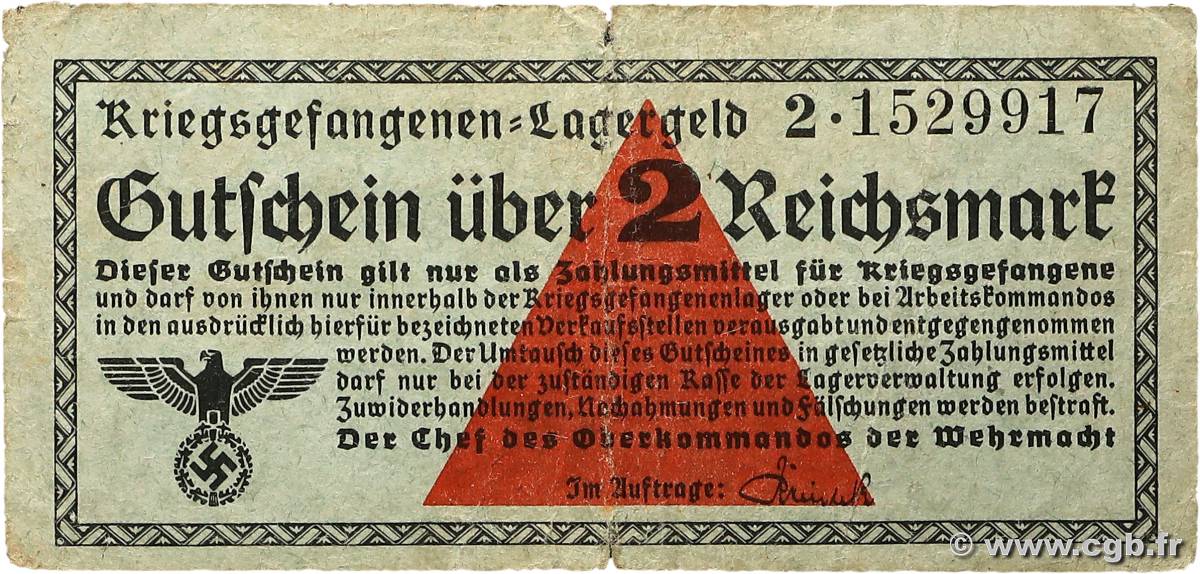 Kriegsgefangenen-Lagergeld 2·1529917
Gutschein über 2 Reichsmark
Dieser Gutschein gilt nur als Zahlungsmittel für Kriegsgefangene
und darf von ihnen nur innerhalb der Kriegsgefangenenlager oder bei Arbeitskommandos
in den ausdrücklich hierfür bezeichneten Verkaufsstellen verausgabt und entgegengenommen
werden. Der Umtausch dieses Gutscheines in gesetzliche Zahlungsmittel
darf nur bei der zuständigen Kasse der Lagerverwaltung erfolgen.
Zuwiderhandlungen, Nachahmungen und Fälschungen werden bestraft.
Der Chef des Oberkommandos der Wehrmacht
Im Auftrage:
© www.cgb.fr